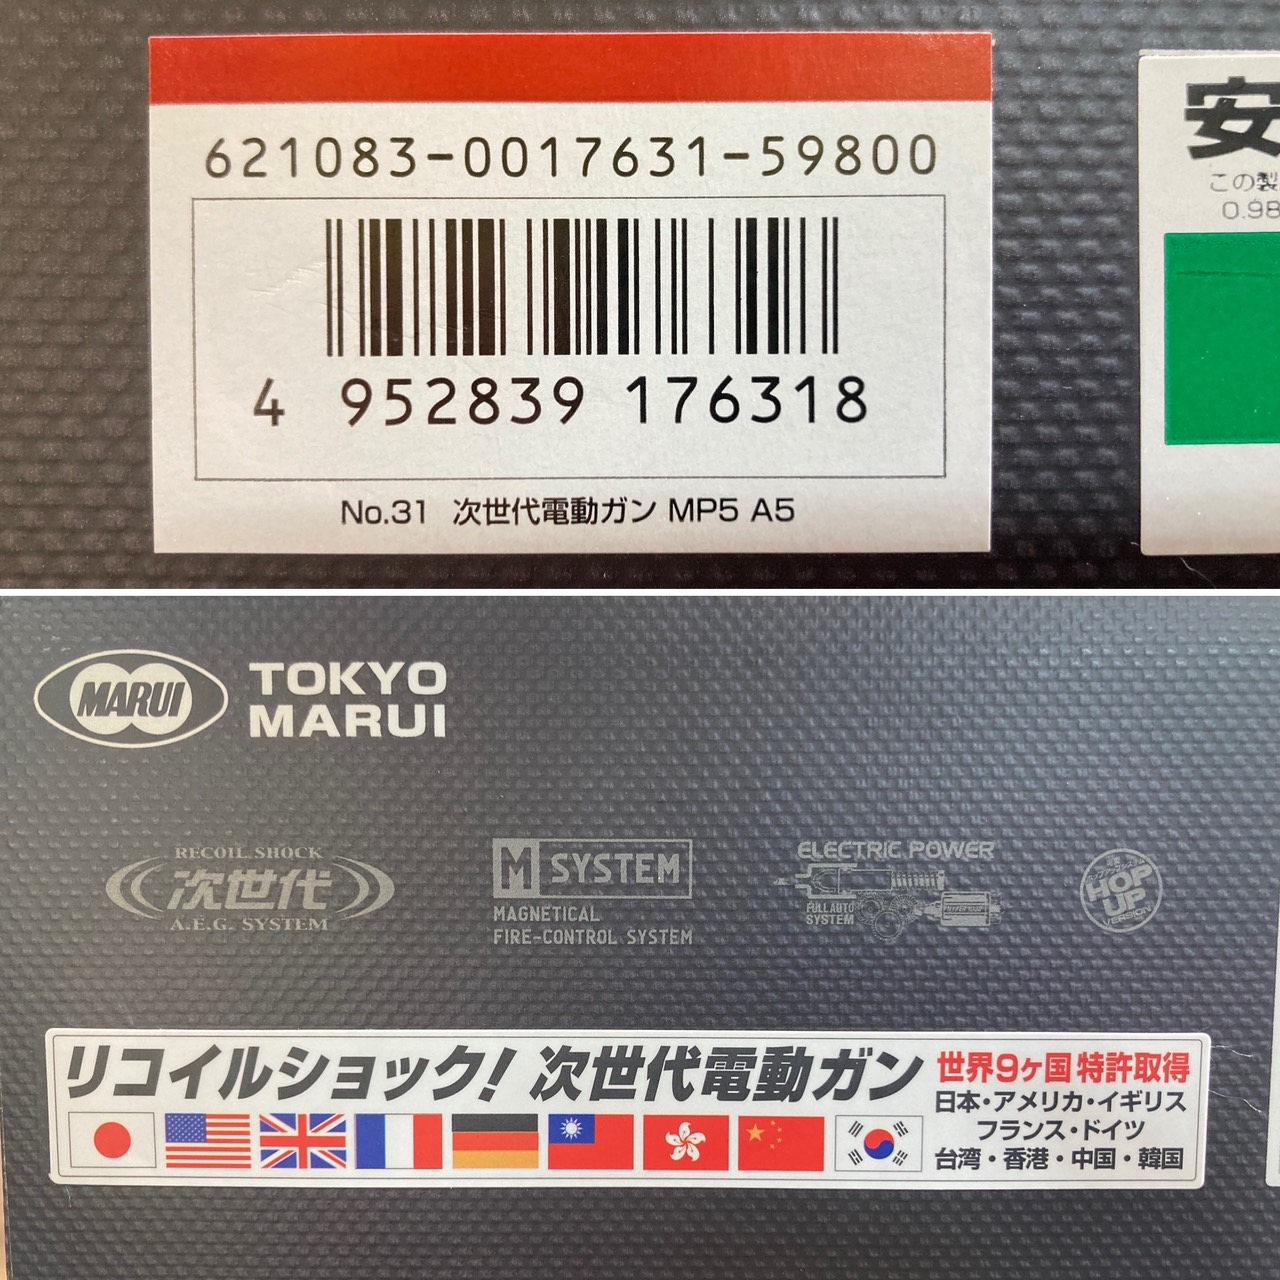 621083-0017631-59800
4 952839 176318
No.31 次世代電動ガン MP5 A5
安
この製
0.98
MARUI
TOKYO
MARUI
RECOIL SHOCK
次世代
A.E.G. SYSTEM
M SYSTEM
MAGNETICAL
FIRE-CONTROL SYSTEM
ELECTRIC POWER
FULL AUTO
SYSTEM
HOP
UP
VERSION
リコイルショック! 次世代電動ガン
世界9ヶ国 特許取得
日本・アメリカ・イギリス
フランス・ドイツ
台湾・香港・中国・韓国